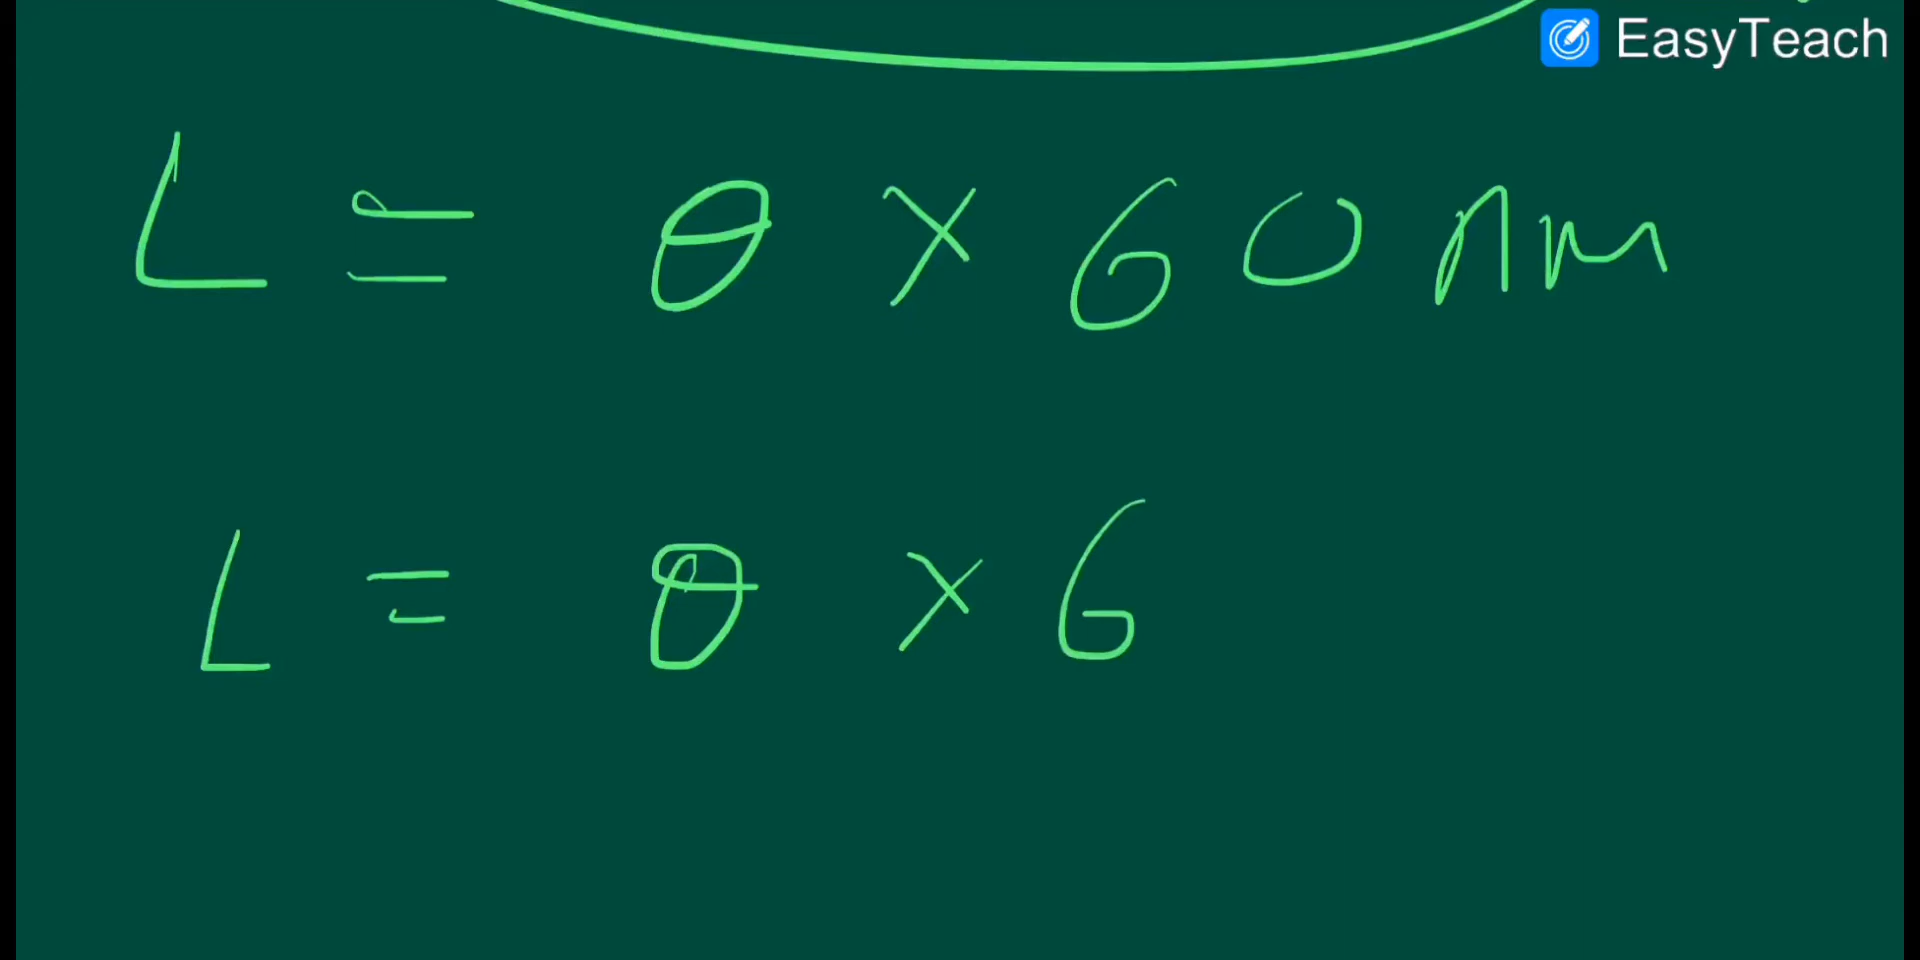 EasyTeach
L = θ × 60 nm
L = θ × 6